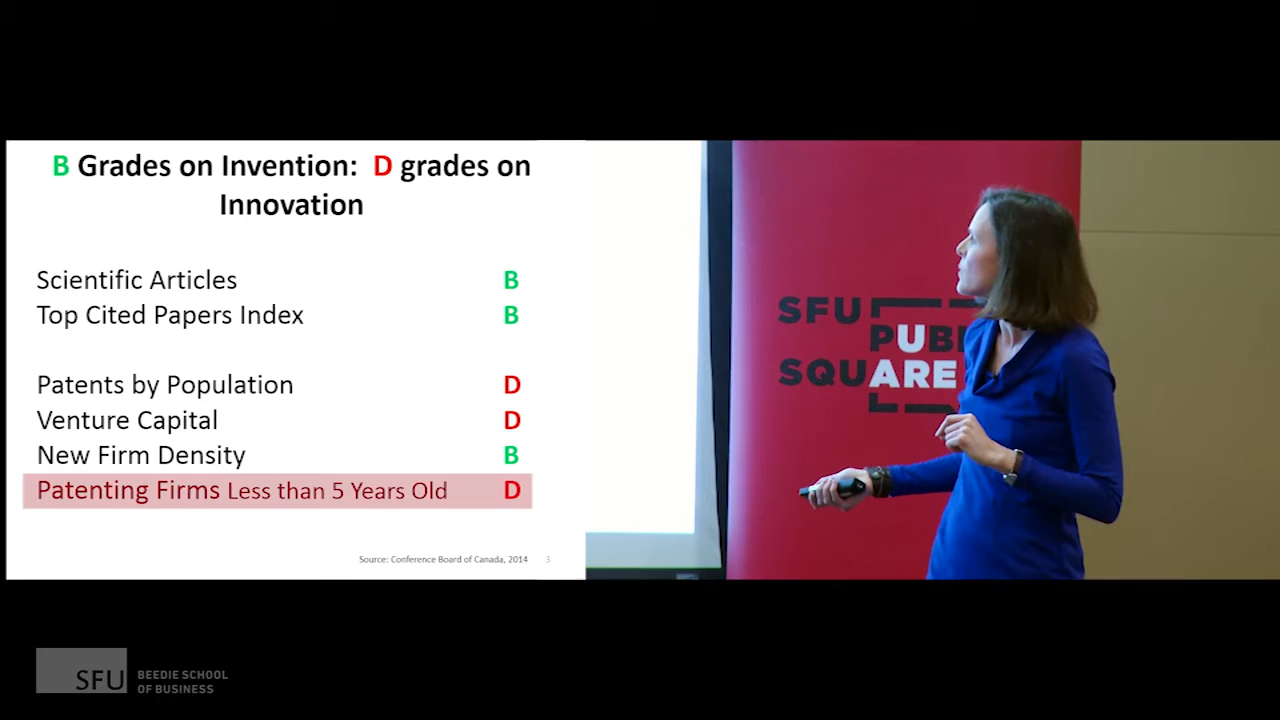 B Grades on Invention: D grades on
Innovation
Scientific Articles B
Top Cited Papers Index B
Patents by Population D
Venture Capital D
New Firm Density B
Patenting Firms Less than 5 Years Old D
Source: Conference Board of Canada, 2014 3
SFU
SQUARE
SFU BEEDIE SCHOOL
OF BUSINESS